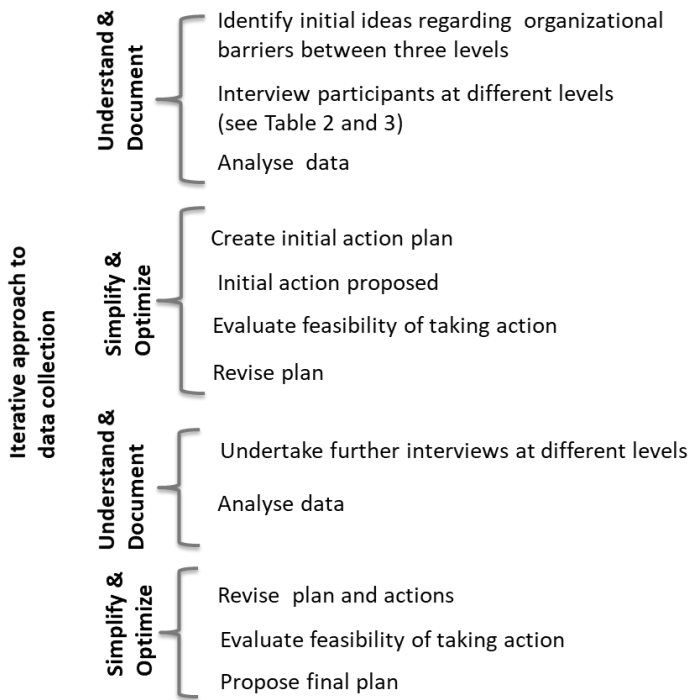 Iterative approach to
data collection
Understand &
Document
Identify initial ideas regarding organizational
barriers between three levels
Interview participants at different levels
(see Table 2 and 3)
Analyse data
Simplify &
Optimize
Create initial action plan
Initial action proposed
Evaluate feasibility of taking action
Revise plan
Understand &
Document
Undertake further interviews at different levels
Analyse data
Simplify &
Optimize
Revise plan and actions
Evaluate feasibility of taking action
Propose final plan